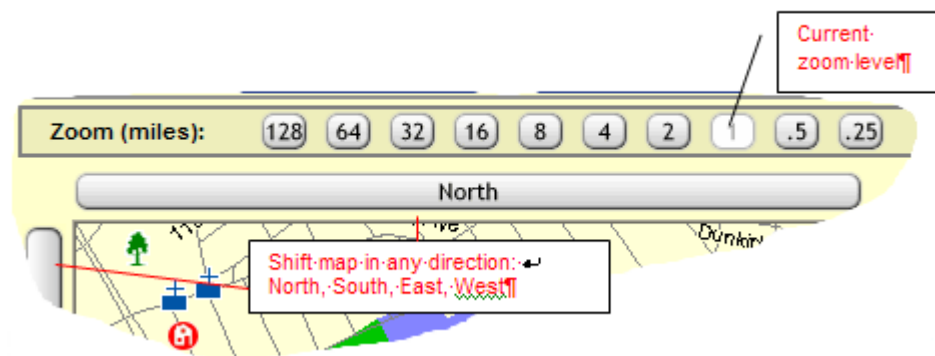 Current
zoom level¶
Zoom (miles): 128 64 32 16 8 4 2 1 .5 .25
North
Shift map in any direction: ↵
North, South, East, West¶